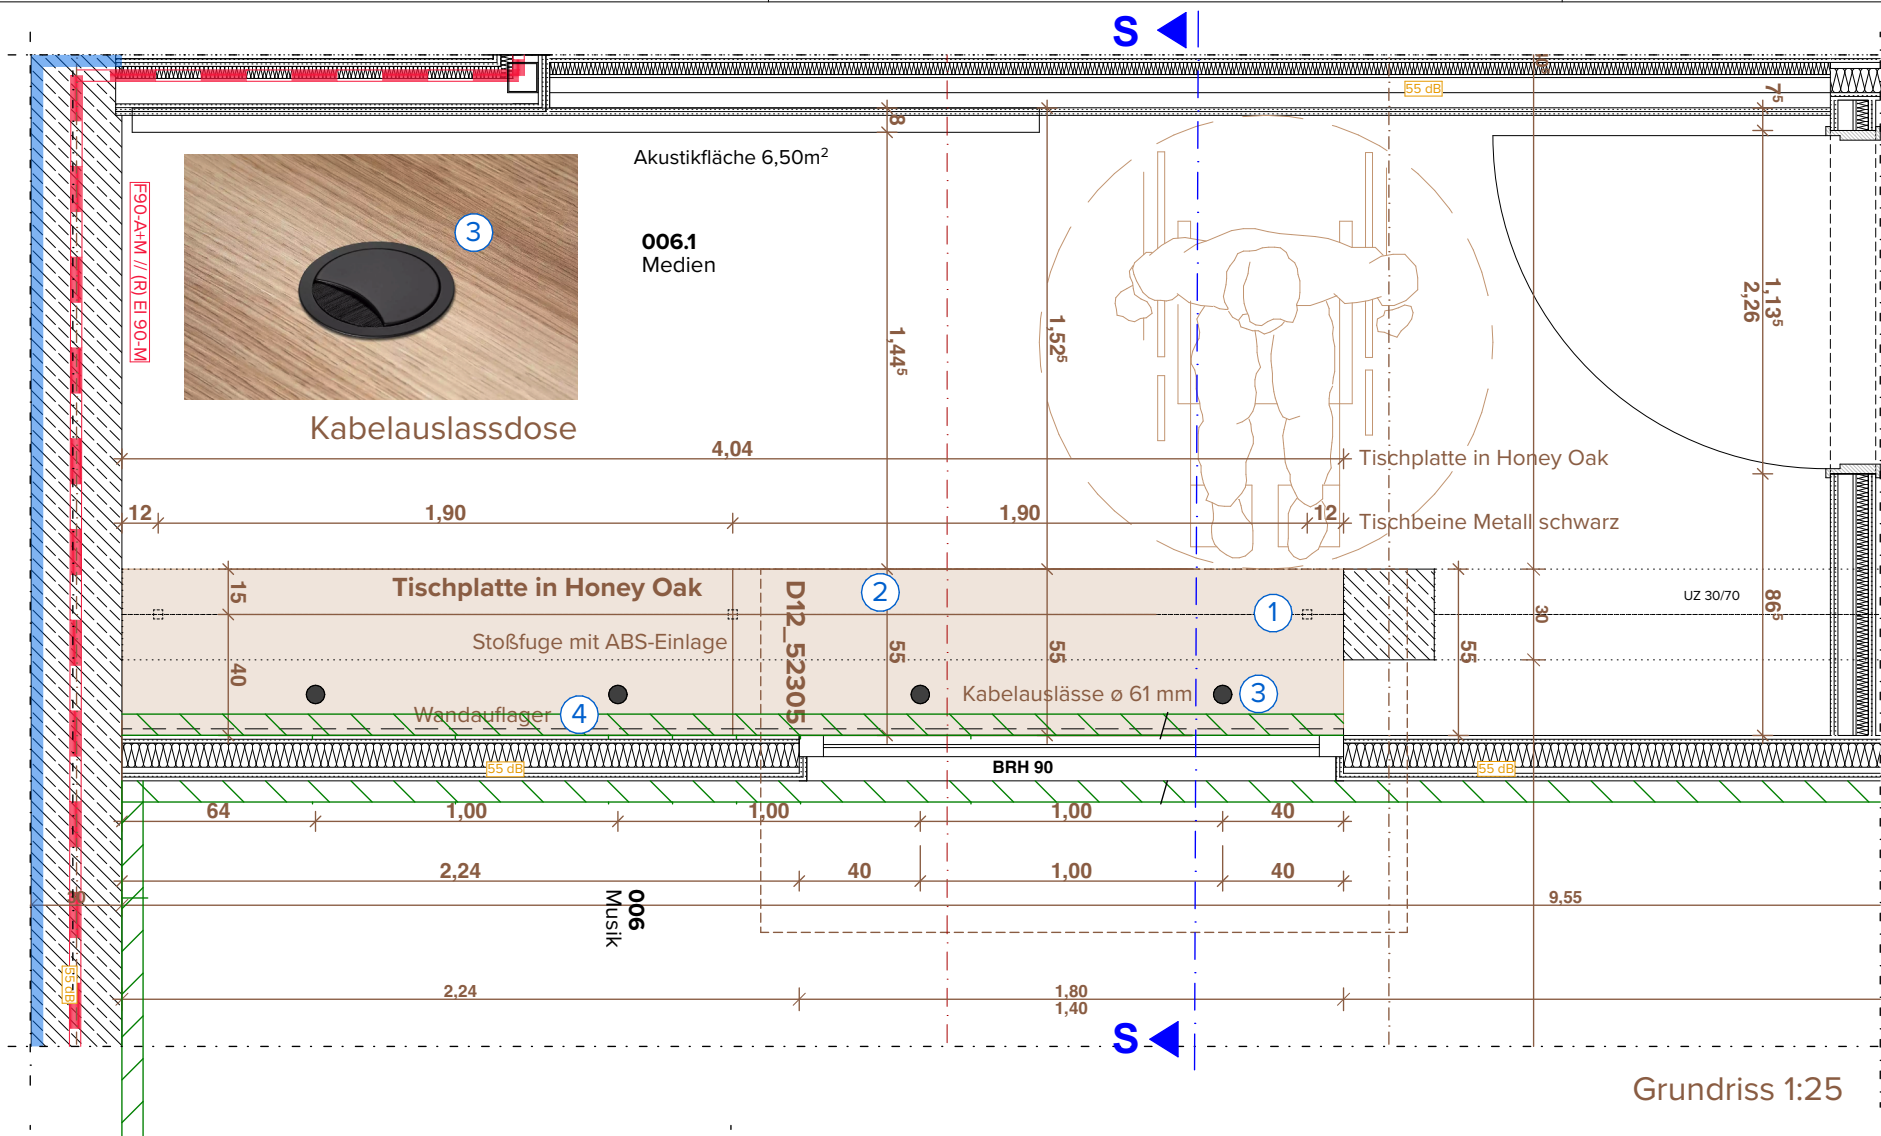 S
55 dB
7⁵
8
Akustikfläche 6,50m²
3
F90-A+M // (R) EI 90-M
006.1
Medien
1,13⁵
2,26
1,44⁵
1,52⁵
Kabelauslassdose
4,04
Tischplatte in Honey Oak
12
1,90
1,90
12
Tischbeine Metall schwarz
15
Tischplatte in Honey Oak
D12_52305
2
1
UZ 30/70
86⁵
30
Stoßfuge mit ABS-Einlage
55
55
55
40
Kabelauslässe ø 61 mm
3
Wandauflager
4
55 dB
BRH 90
55 dB
64
1,00
1,00
1,00
40
2,24
40
1,00
40
006
Musik
9,55
55 dB
2,24
1,80
1,40
S
Grundriss 1:25